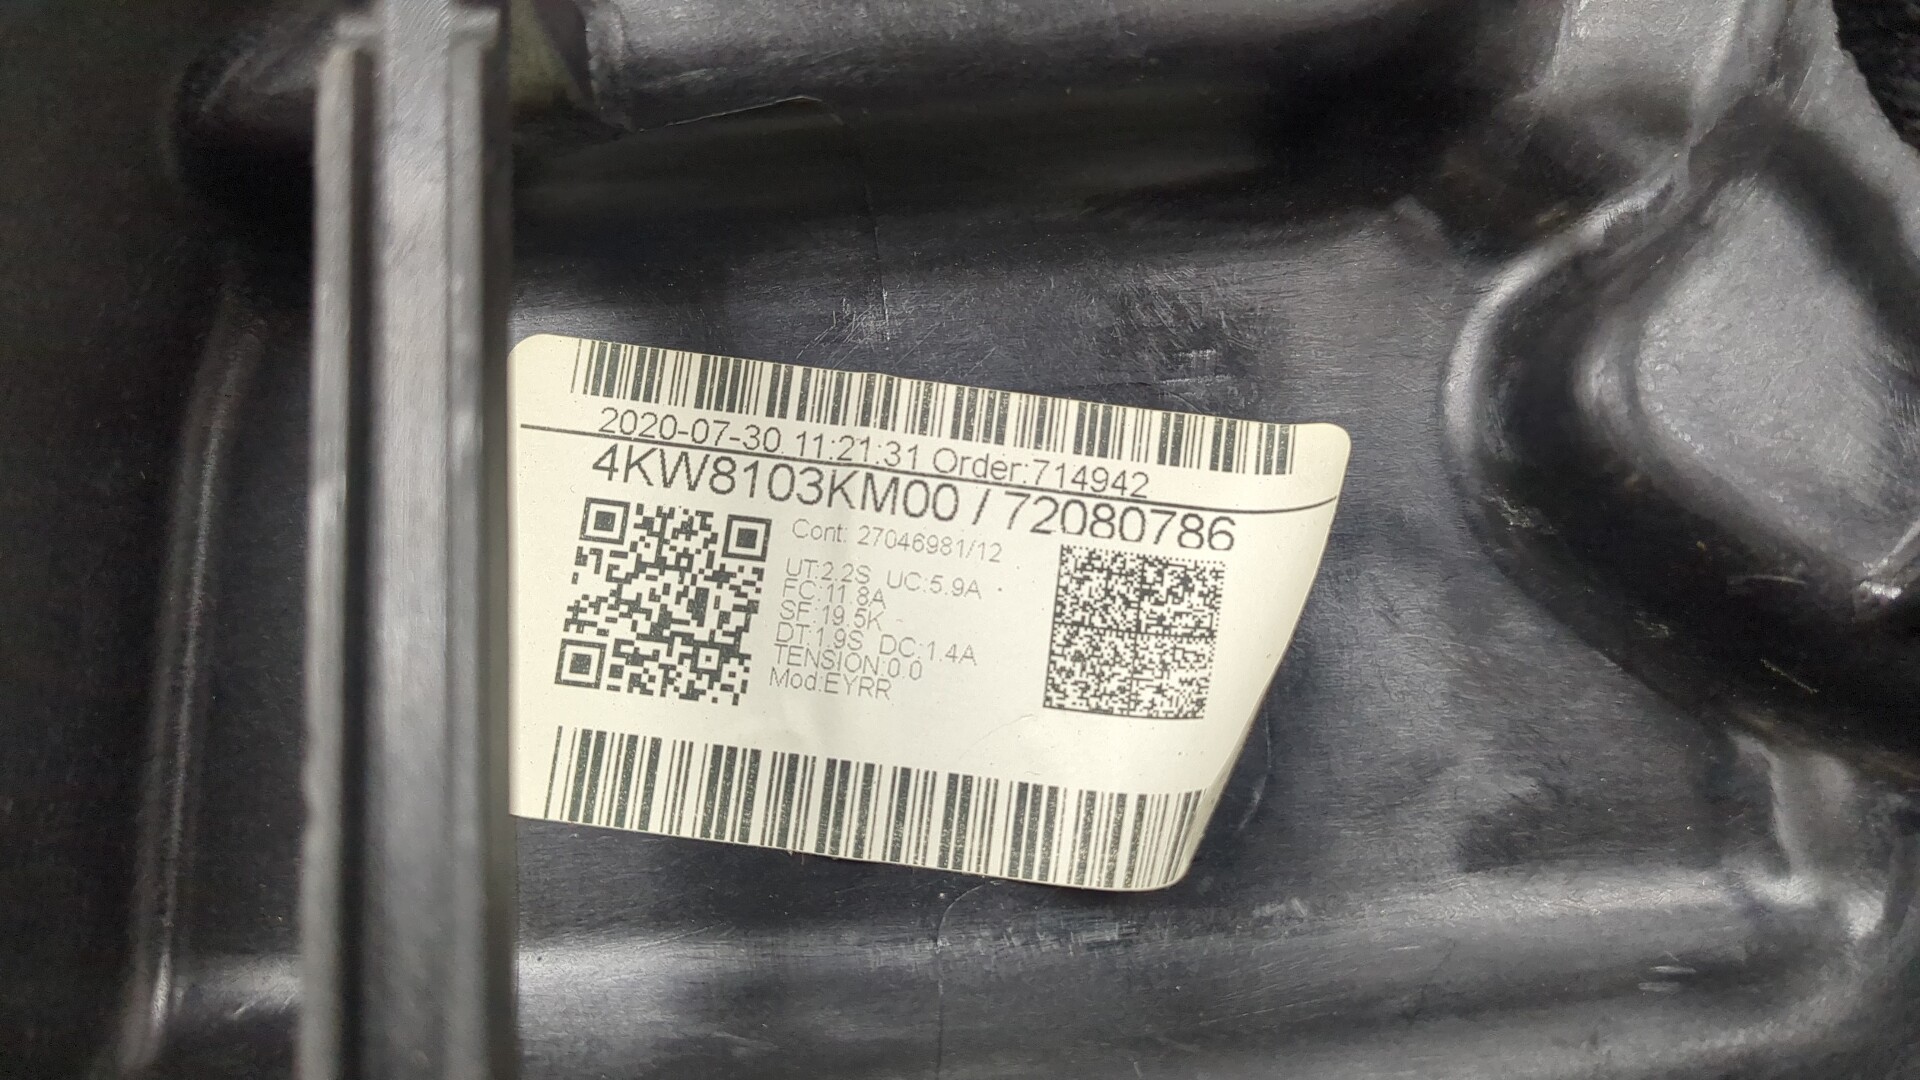 2020-07-30 11:21:31 Order:714942
4KW8103KM00 / 72080786
Cont: 27046981/12
UT:2.2S UC:5.9A
FC:11.8A
SF:19.5K
DT:1.9S DC:1.4A
TENSION:0.0
Mod:EYRR